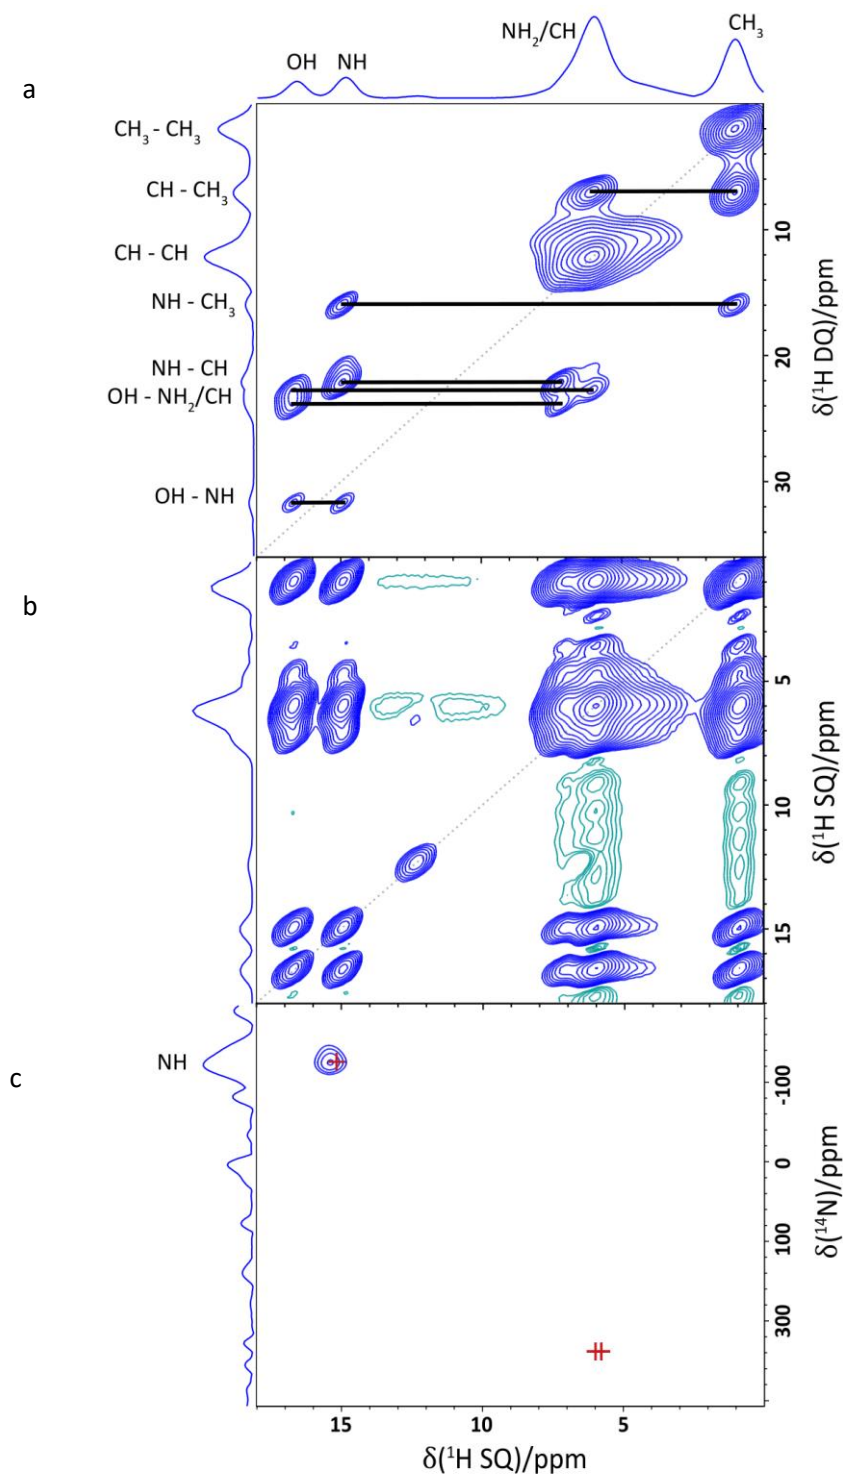 NH₂/CH
CH₃
OH
NH
a
CH₃ - CH₃
CH - CH₃
CH - CH
NH - CH₃
NH - CH
OH - NH₂/CH
OH - NH
10
20
30
δ(¹H DQ)/ppm
b
5
10
15
δ(¹H SQ)/ppm
c
NH
-100
0
100
300
δ(¹⁴N)/ppm
15
10
5
δ(¹H SQ)/ppm